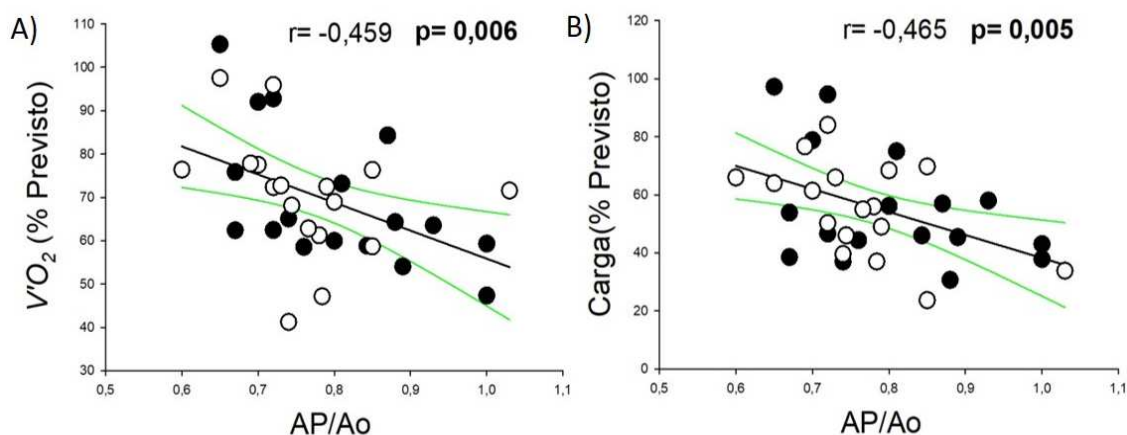 A)
r= -0,459 p= 0,006
V'O2 (% Previsto)
110
100
90
80
70
60
50
40
30
0,5 0,6 0,7 0,8 0,9 1,0 1,1
AP/Ao
B)
r= -0,465 p= 0,005
Carga(% Previsto)
120
100
80
60
40
20
0
0,5 0,6 0,7 0,8 0,9 1,0 1,1
AP/Ao